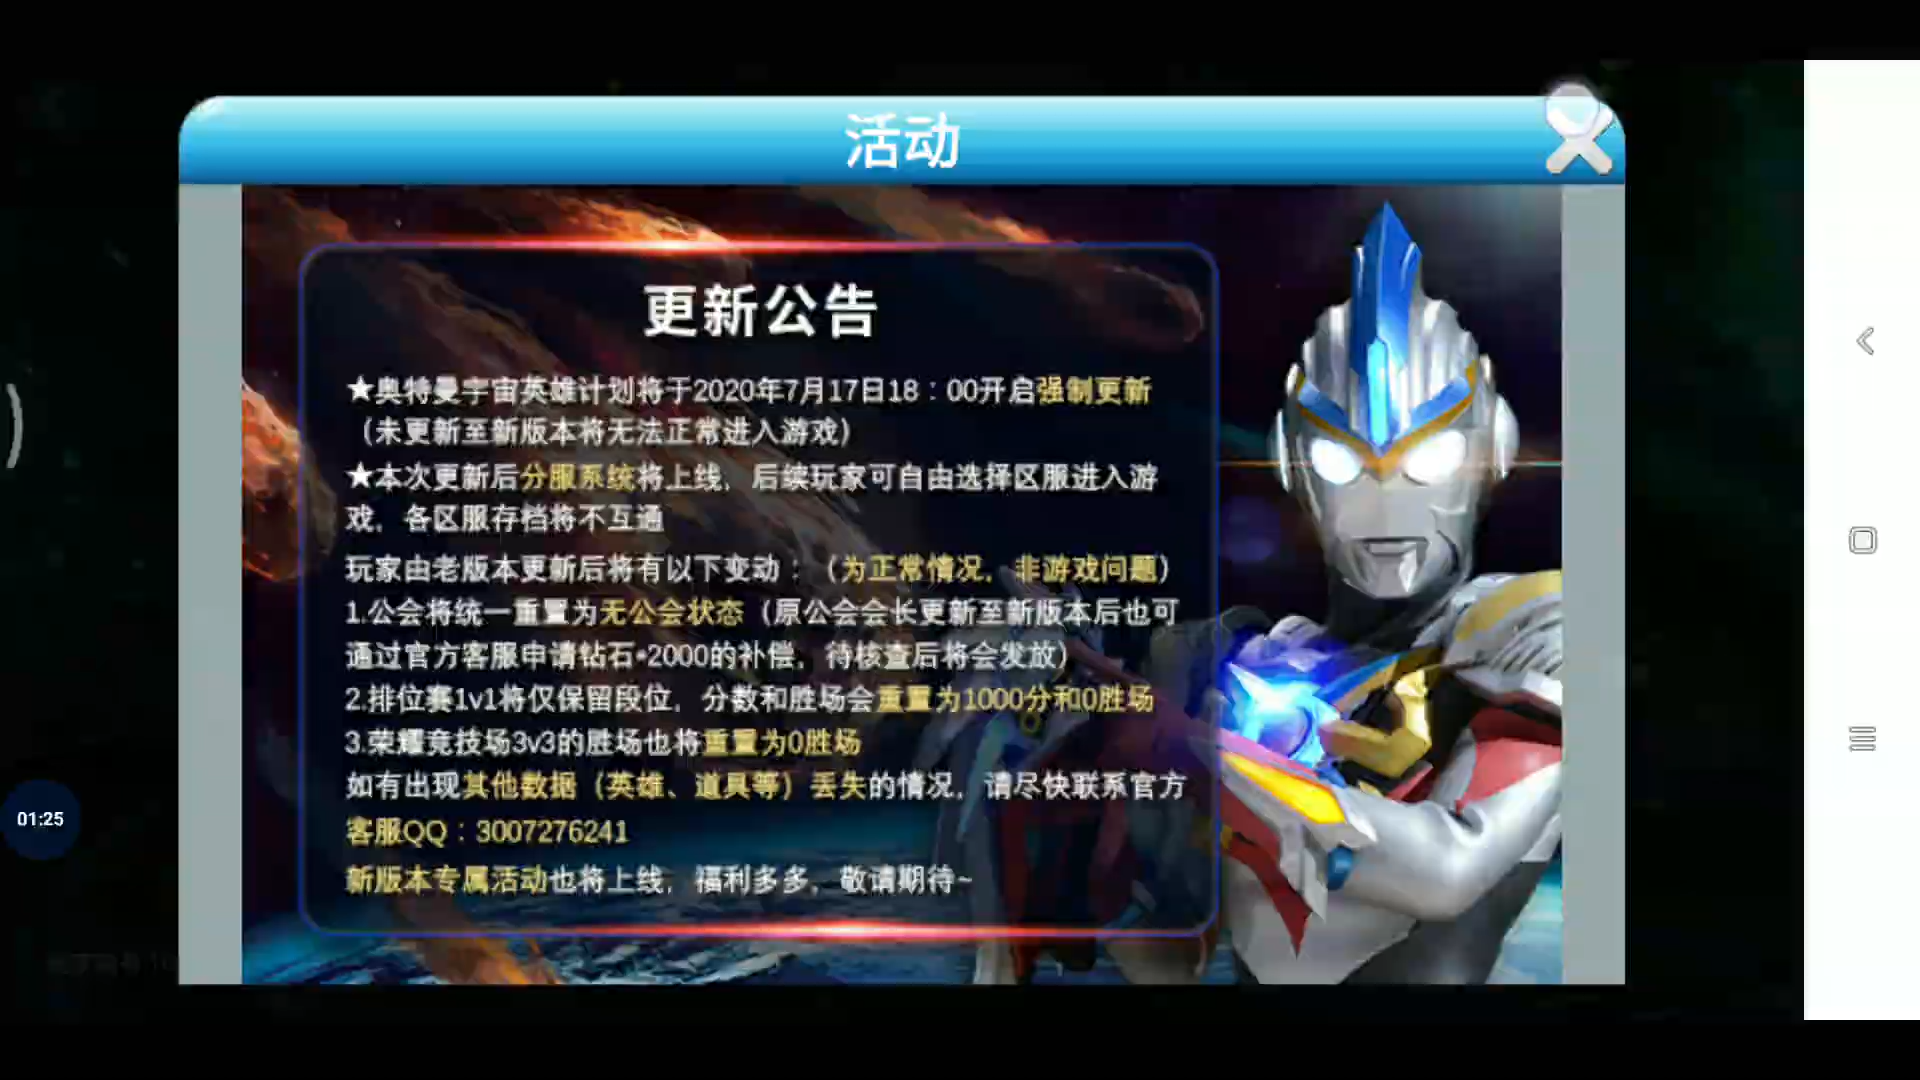 活动
更新公告
★奥特曼宇宙英雄计划将于2020年7月17日18：00开启强制更新
（未更新至新版本将无法正常进入游戏）
★本次更新后分服系统将上线，后续玩家可自由选择区服进入游
戏，各区服存档将不互通
玩家由老版本更新后将有以下变动：（为正常情况，非游戏问题）
1.公会将统一重置为无公会状态（原公会会长更新至新版本后也可
通过官方客服申请钻石*2000的补偿，待核查后将会发放）
2.排位赛1v1将仅保留段位，分数和胜场会重置为1000分和0胜场
3.荣耀竞技场3v3的胜场也将重置为0胜场
如有出现其他数据（英雄、道具等）丢失的情况，请尽快联系官方
客服QQ：3007276241
新版本专属活动也将上线，福利多多，敬请期待~
01:25